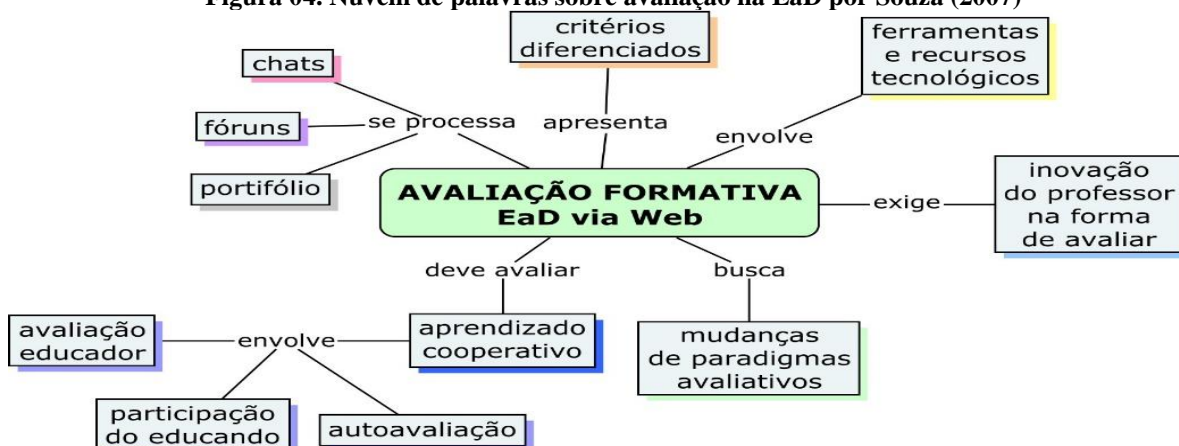 Figura 04. Nuvem de palavras sobre avaliação na EaD por Souza (2007)
critérios
diferenciados
ferramentas
e recursos
tecnológicos
chats
fóruns
se processa
apresenta
envolve
portifólio
AVALIAÇÃO FORMATIVA
EaD via Web
exige
inovação
do professor
na forma
de avaliar
deve avaliar
busca
avaliação
educador
envolve
aprendizado
cooperativo
mudanças
de paradigmas
avaliativos
participação
do educando
autoavaliação